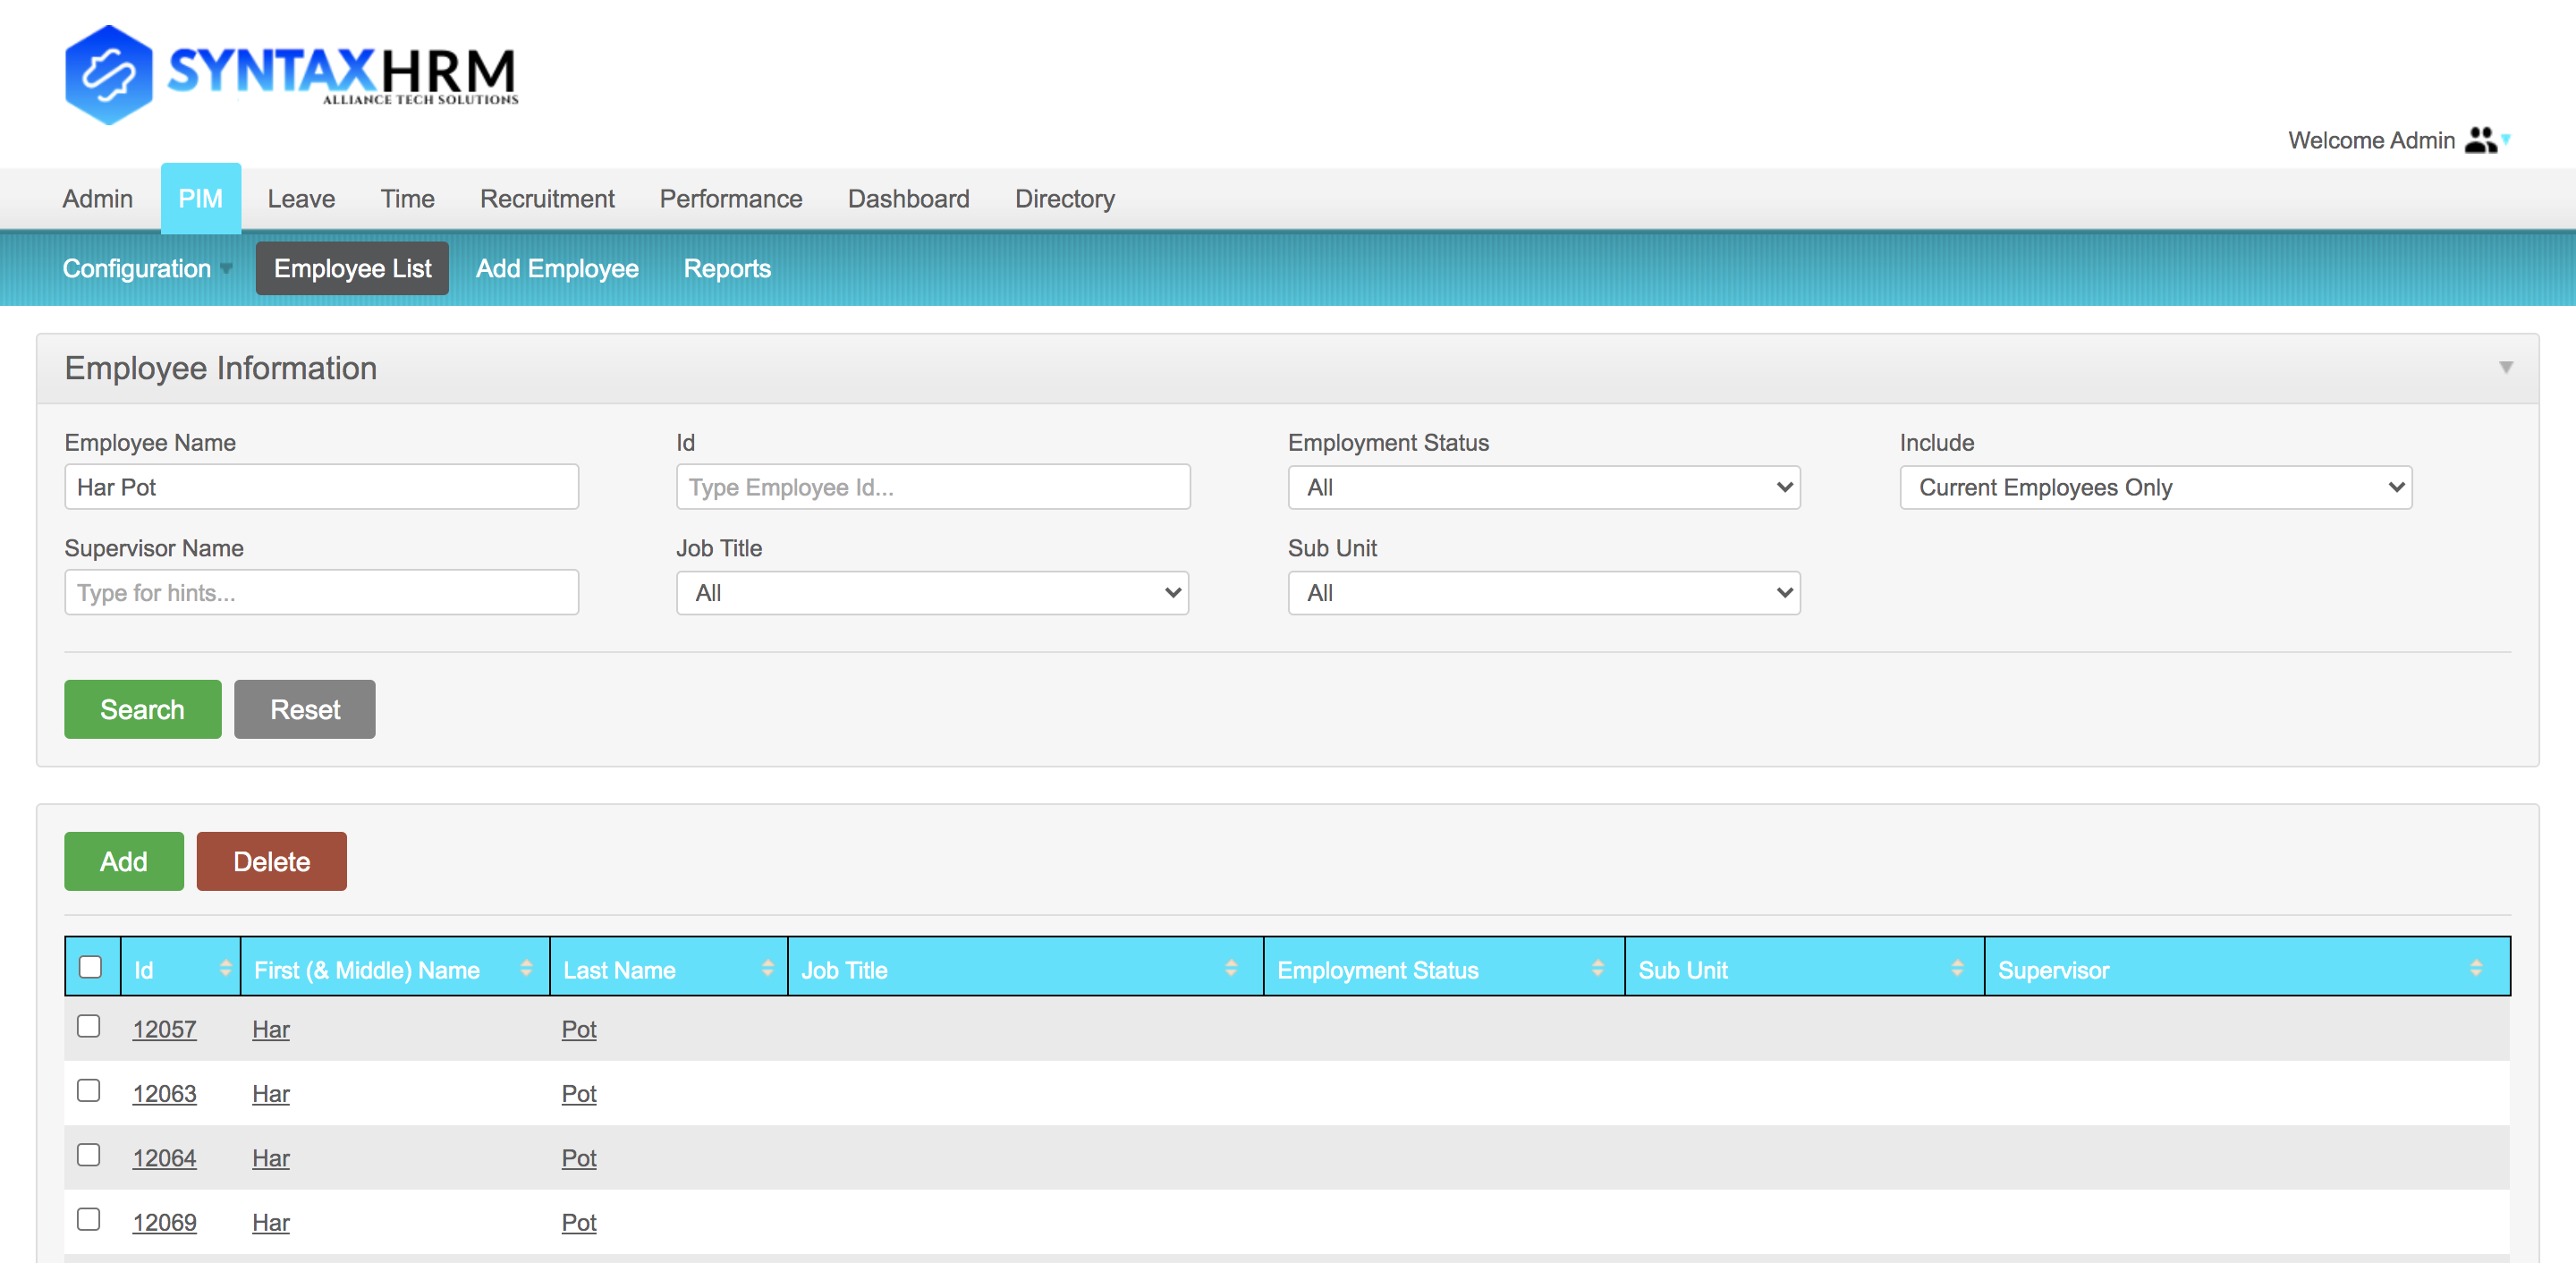 SYNTAXHRM
ALLIANCE TECH SOLUTIONS
Welcome Admin
Admin PIM Leave Time Recruitment Performance Dashboard Directory
Configuration Employee List Add Employee Reports
Employee Information
Employee Name Id Employment Status Include
Har Pot Type Employee Id... All Current Employees Only
Supervisor Name Job Title Sub Unit
Type for hints... All All
Search Reset
Add Delete
Id First (& Middle) Name Last Name Job Title Employment Status Sub Unit Supervisor
12057 Har Pot
12063 Har Pot
12064 Har Pot
12069 Har Pot